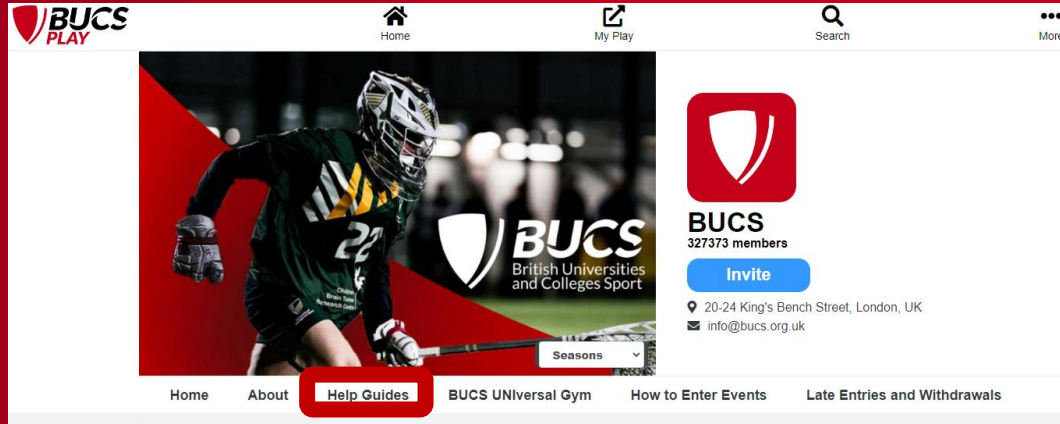 BUCS
PLAY
Home
My Play
Search
More
22
BUCS
British Universities
and Colleges Sport
Seasons
BUCS
327373 members
Invite
20-24 King's Bench Street, London, UK
info@bucs.org.uk
Home About Help Guides BUCS UNIversal Gym How to Enter Events Late Entries and Withdrawals